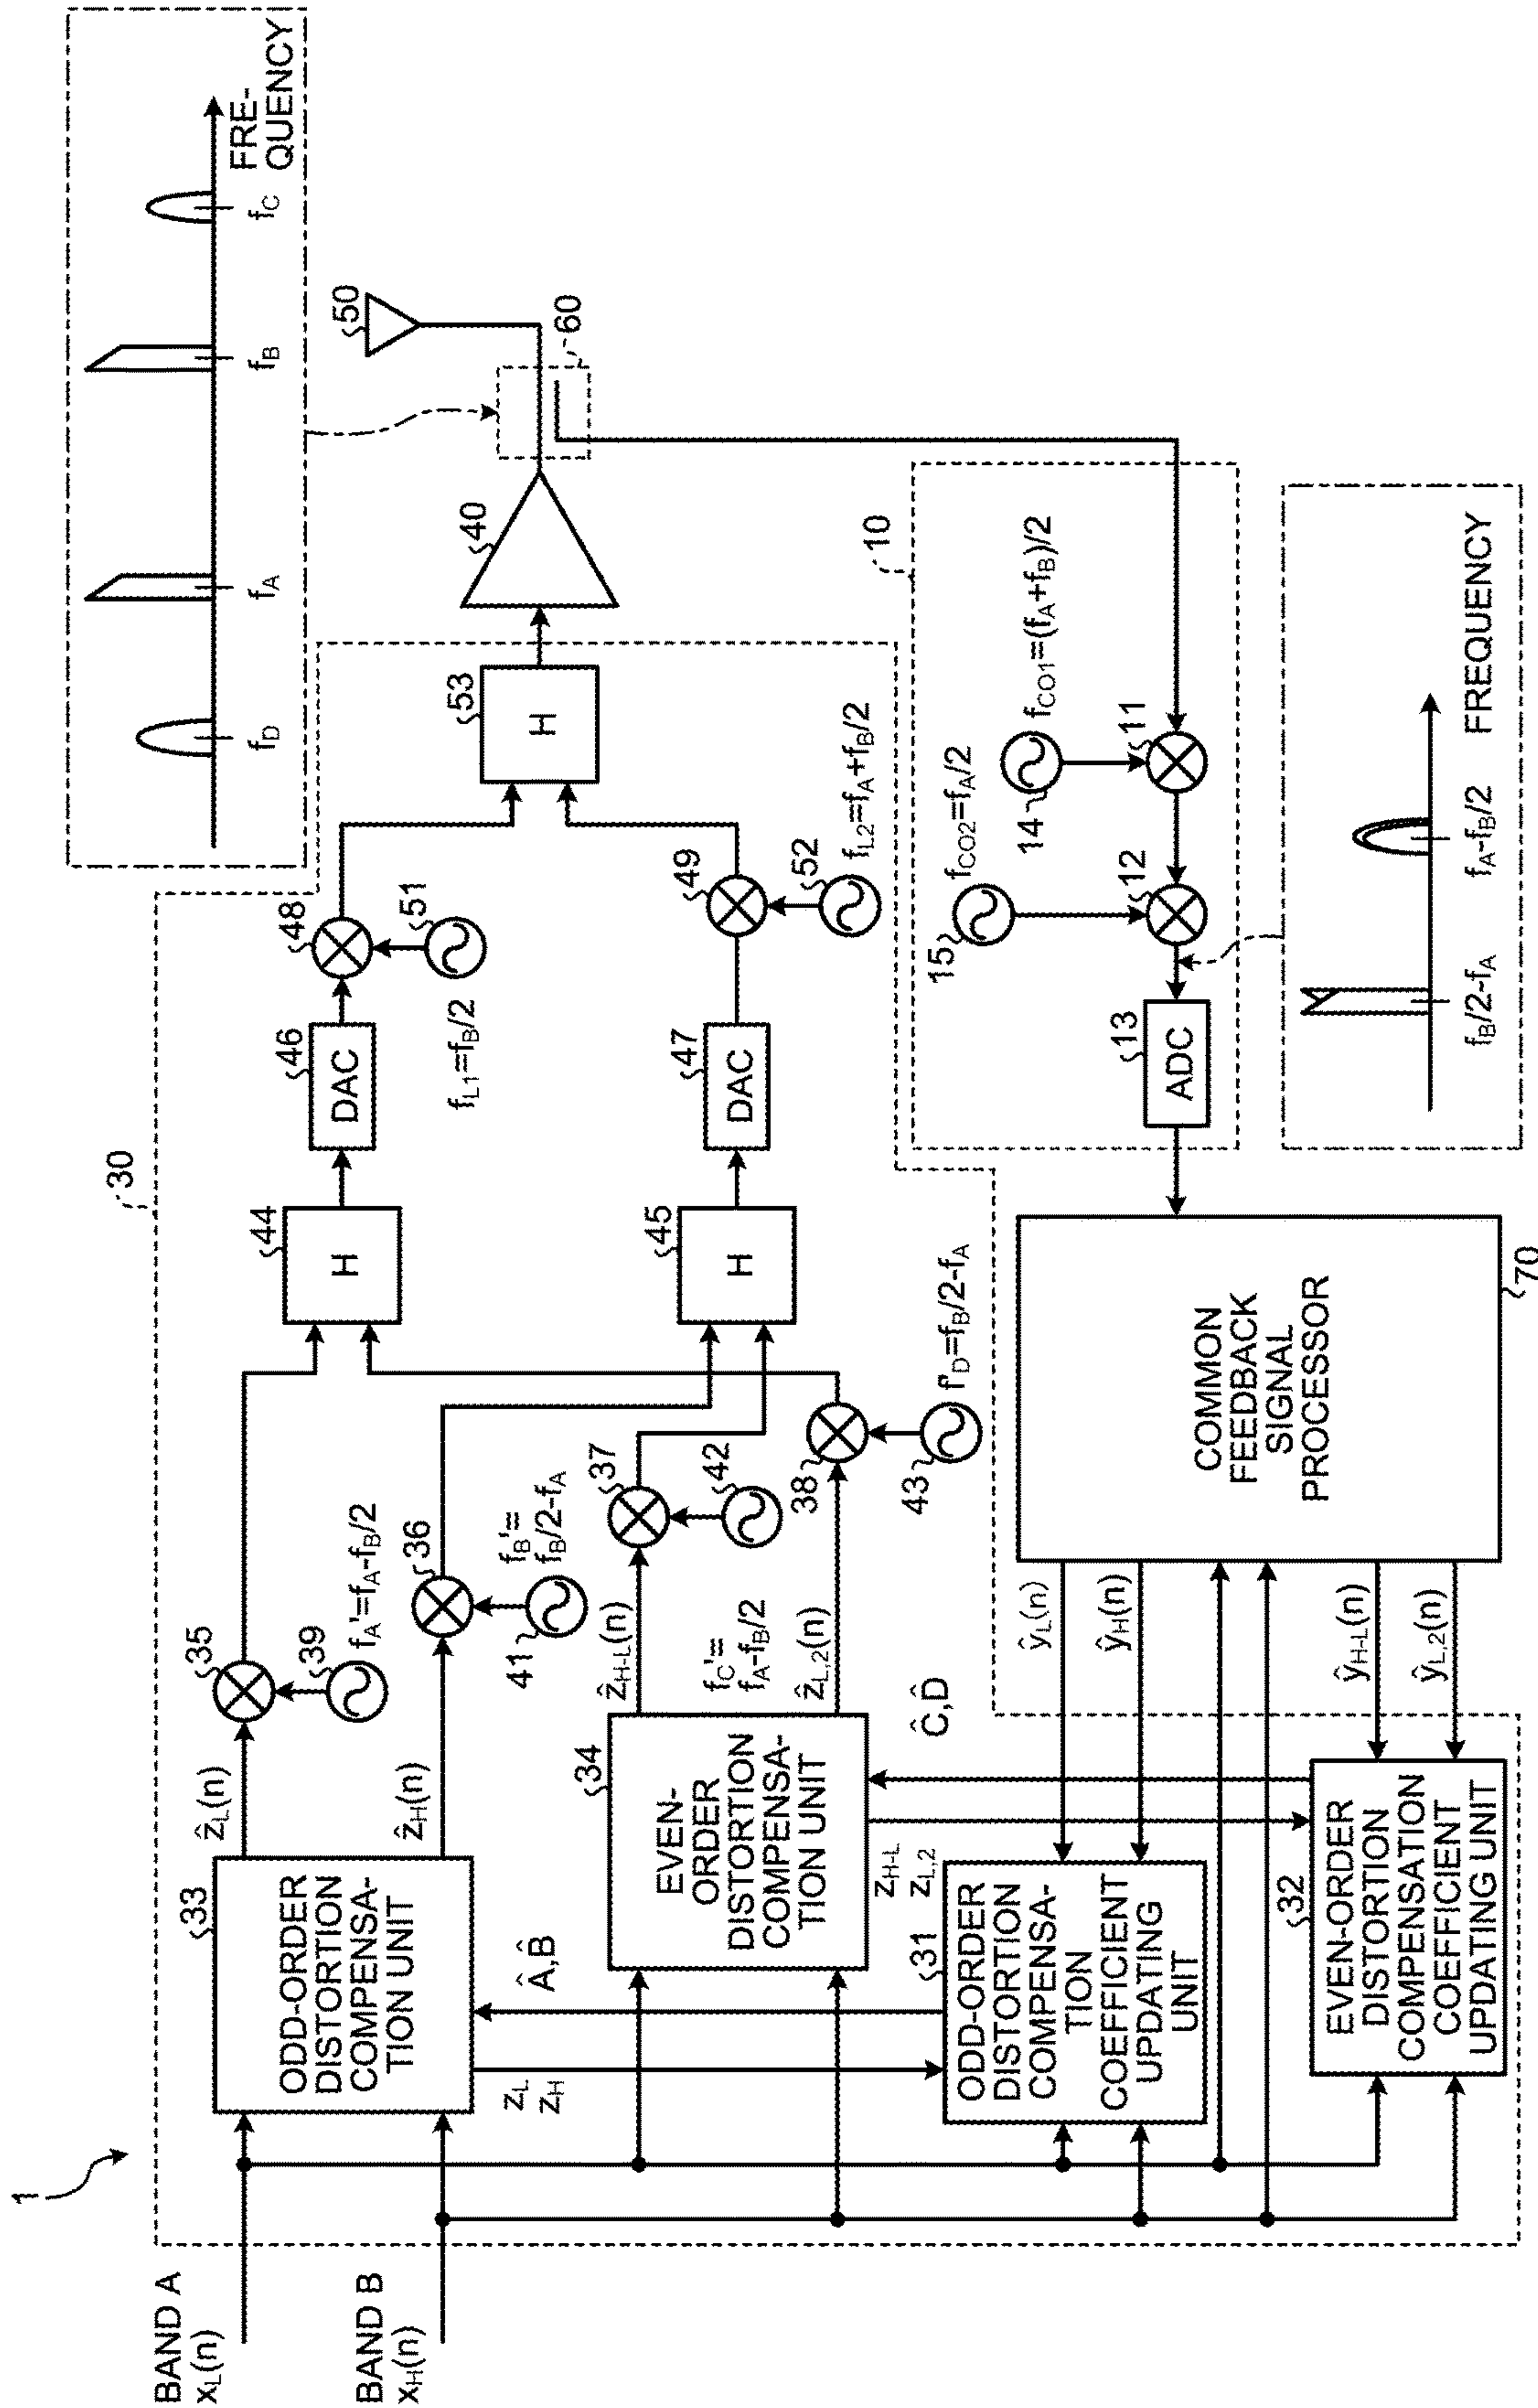 1
30
BAND A
x_L(n)
BAND B
x_H(n)
33
ODD-ORDER
DISTORTION
COMPENSA-
TION UNIT
ẑ_L(n)
ẑ_H(n)
35
39
f_A'=f_A-f_B/2
36
41
f_B'=
f_B/2-f_A
z_L
z_H
Â,B̂
34
EVEN-
ORDER
DISTORTION
COMPENSA-
TION UNIT
ẑ_H-L(n)
f_C'=
f_A-f_B/2
ẑ_L,2(n)
37
42
38
43
f'_D=f_B/2-f_A
z_H-L
z_L,2
Ĉ,D̂
31
ODD-ORDER
DISTORTION
COMPENSA-
TION
COEFFICIENT
UPDATING
UNIT
32
EVEN-ORDER
DISTORTION
COMPENSATION
COEFFICIENT
UPDATING UNIT
ŷ_L(n)
ŷ_H(n)
ŷ_H-L(n)
ŷ_L,2(n)
COMMON
FEEDBACK
SIGNAL
PROCESSOR
70
44
H
45
H
46
DAC
47
DAC
48
51
f_L1=f_B/2
49
52
f_L2=f_A+f_B/2
53
H
40
50
60
10
13
ADC
12
15
f_CO2=f_A/2
11
14
f_CO1=(f_A+f_B)/2
f_D
f_A
f_B
f_C
FRE-
QUENCY
f_B/2-f_A
f_A-f_B/2
FREQUENCY